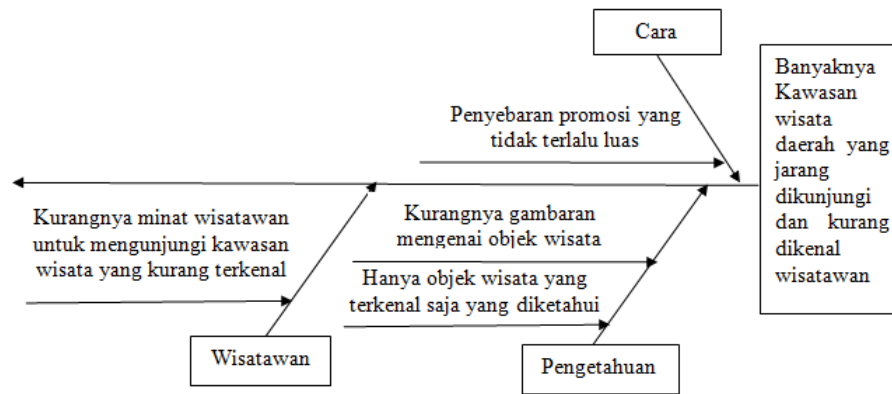 Cara
Banyaknya
Kawasan
wisata
daerah yang
jarang
dikunjungi
dan kurang
dikenal
wisatawan
Penyebaran promosi yang
tidak terlalu luas
Kurangnya minat wisatawan
untuk mengunjungi kawasan
wisata yang kurang terkenal
Kurangnya gambaran
mengenai objek wisata
Hanya objek wisata yang
terkenal saja yang diketahui
Wisatawan
Pengetahuan